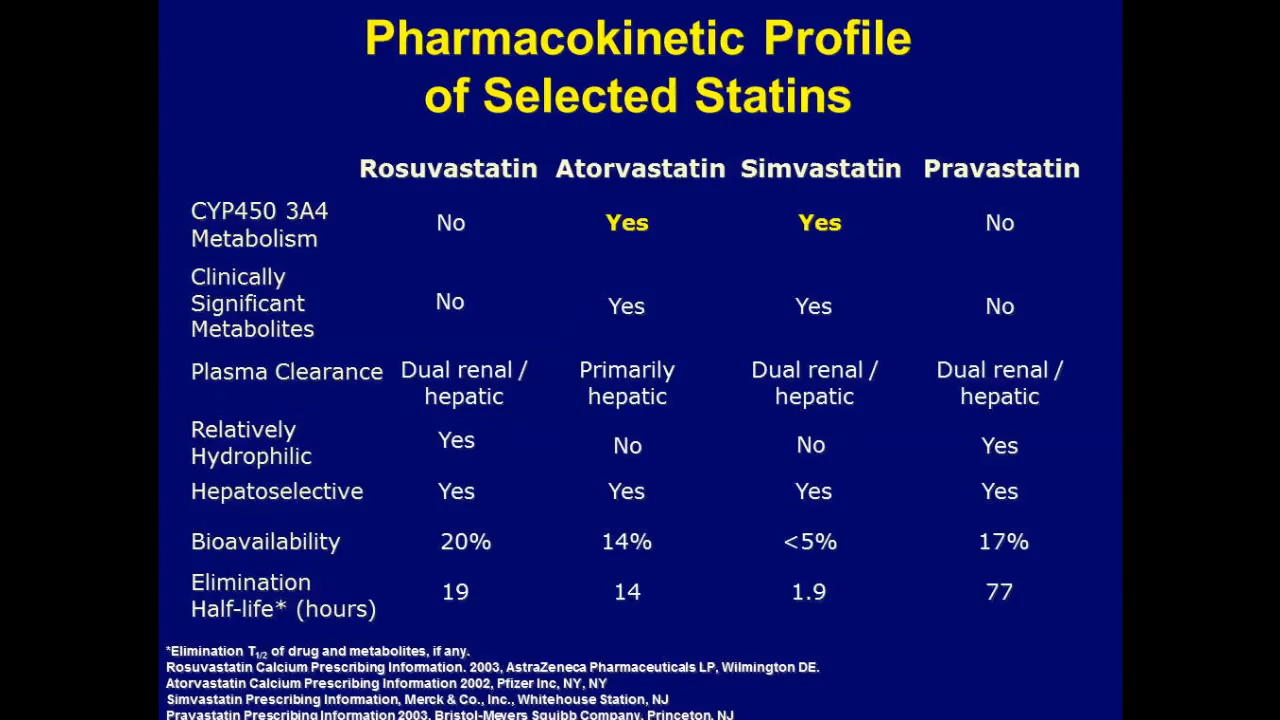 Pharmacokinetic Profile
of Selected Statins
Rosuvastatin Atorvastatin Simvastatin Pravastatin
CYP450 3A4
Metabolism
No Yes Yes No
Clinically
Significant
Metabolites
No Yes Yes No
Plasma Clearance
Dual renal / Primarily Dual renal / Dual renal /
hepatic hepatic hepatic hepatic
Relatively
Hydrophilic
Yes No No Yes
Hepatoselective Yes Yes Yes Yes
Bioavailability 20% 14% <5% 17%
Elimination
Half-life* (hours)
19 14 1.9 77
*Elimination T1/2 of drug and metabolites, if any.
Rosuvastatin Calcium Prescribing Information. 2003, AstraZeneca Pharmaceuticals LP, Wilmington DE.
Atorvastatin Calcium Prescribing Information 2002, Pfizer Inc, NY, NY
Simvastatin Prescribing Information, Merck & Co., Inc., Whitehouse Station, NJ
Pravastatin Prescribing Information 2003, Bristol-Meyers Squibb Company, Princeton, NJ